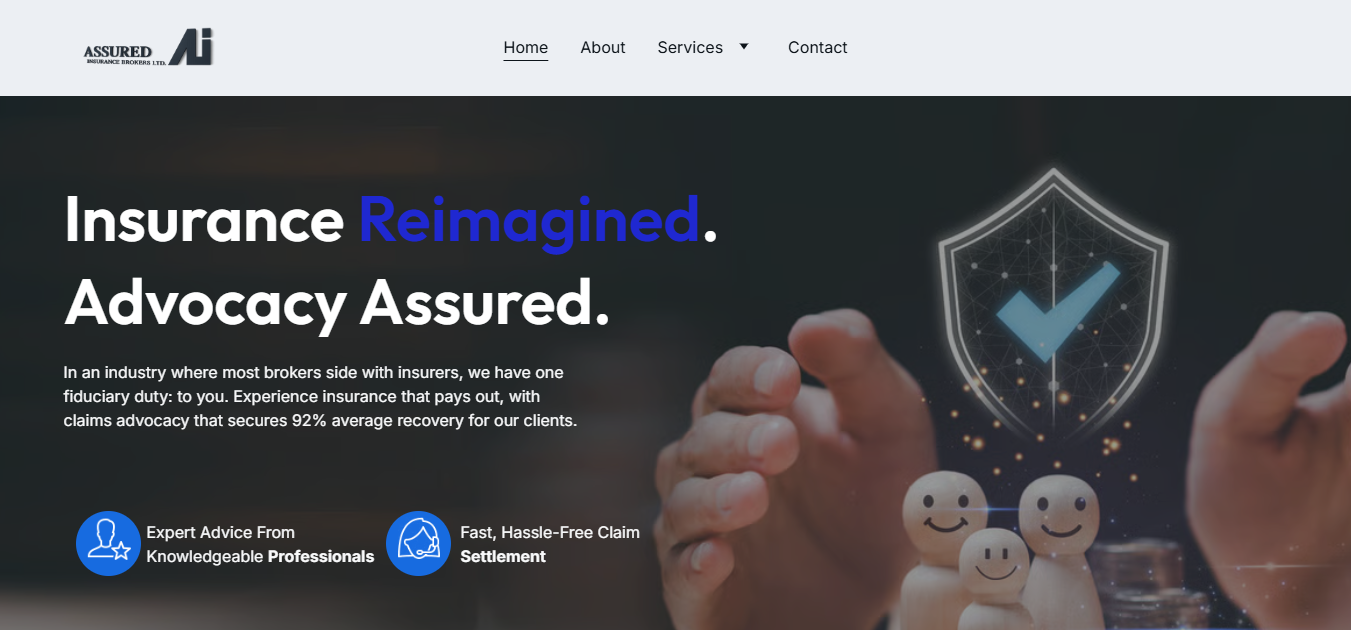 ASSURED
INSURANCE BROKERS LTD.
Ai
Home About Services Contact
Insurance Reimagined.
Advocacy Assured.
In an industry where most brokers side with insurers, we have one
fiduciary duty: to you. Experience insurance that pays out, with
claims advocacy that secures 92% average recovery for our clients.
Expert Advice From
Knowledgeable Professionals
Fast, Hassle-Free Claim
Settlement